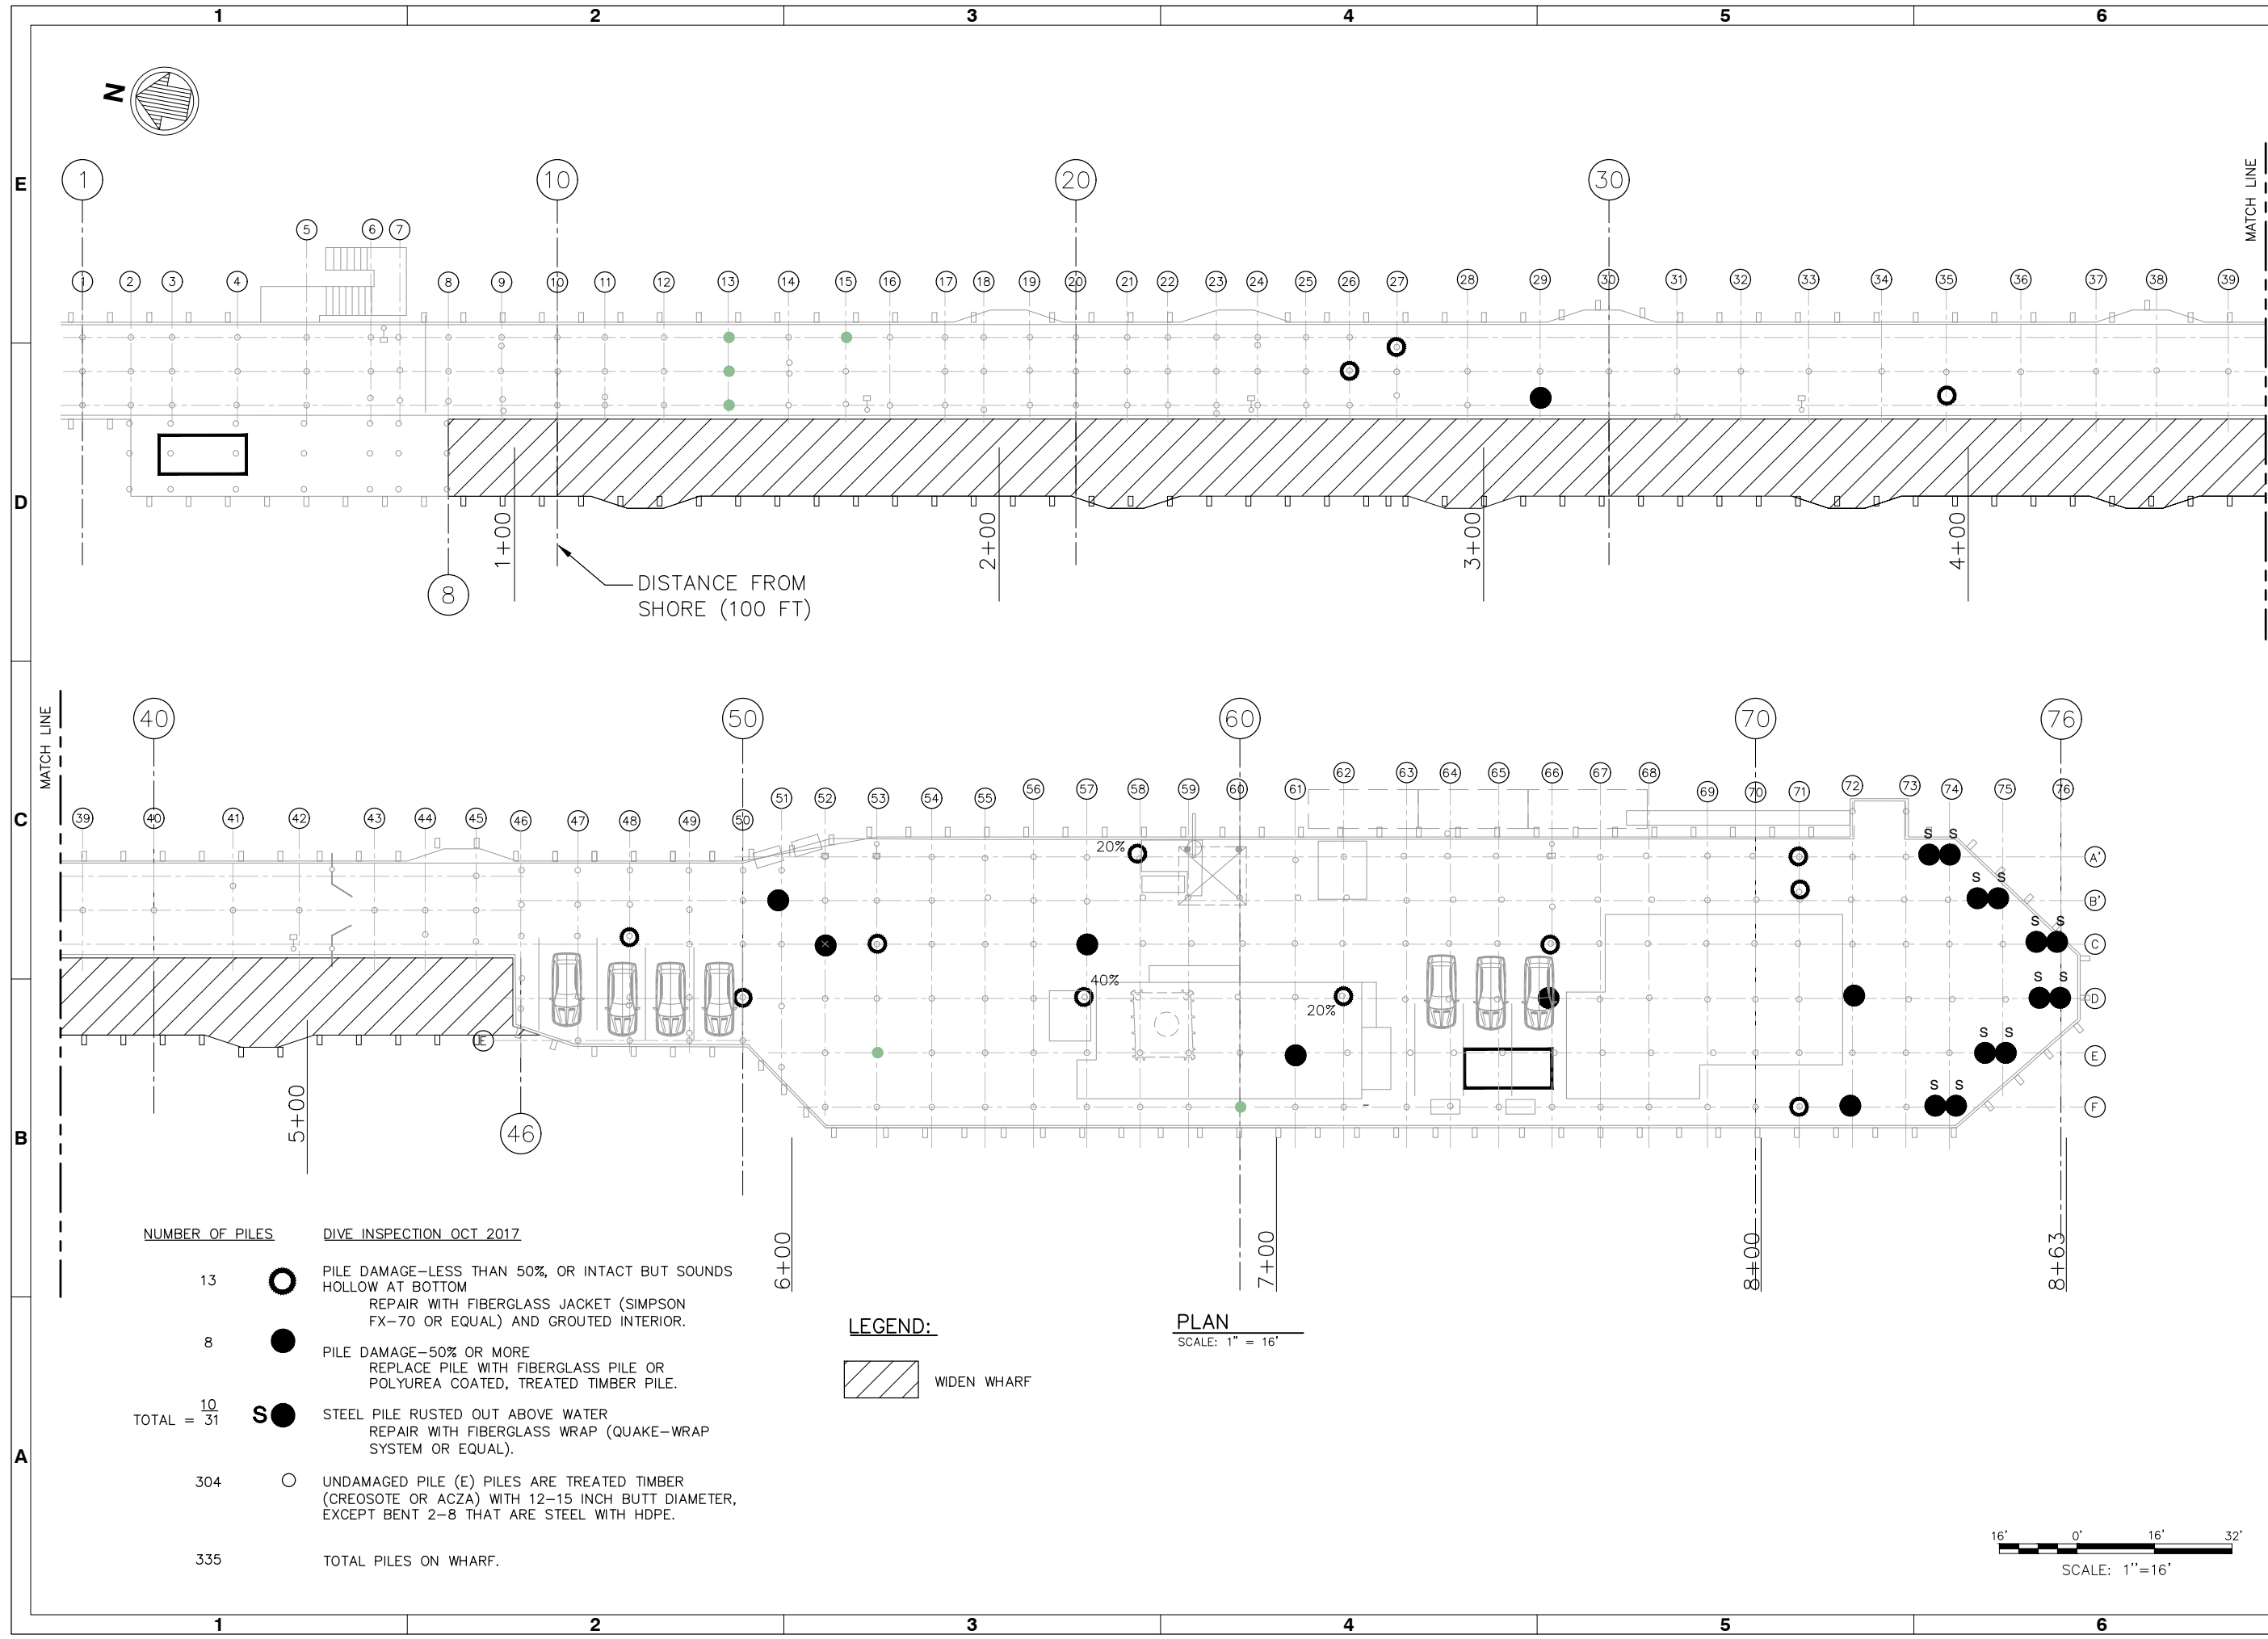 1 2 3 4 5 6
N
E
MATCH LINE
1 10 20 30
5 6 7
1 2 3 4 8 9 10 11 12 13 14 15 16 17 18 19 20 21 22 23 24 25 26 27 28 29 30 31 32 33 34 35 36 37 38 39
D
1+00 2+00 3+00 4+00
8
DISTANCE FROM
SHORE (100 FT)
MATCH LINE
40 50 60 70 76
C
39 40 41 42 43 44 45 46 47 48 49 50 51 52 53 54 55 56 57 58 59 60 61 62 63 64 65 66 67 68 69 70 71 72 73 74 75 76
20%
S S
A'
S S
B'
S S
C
40%
20%
S S
D
E
S S
E
S S
F
5+00
46
B
6+00 7+00 8+00 8+63
NUMBER OF PILES
DIVE INSPECTION OCT 2017
13
PILE DAMAGE-LESS THAN 50%, OR INTACT BUT SOUNDS
HOLLOW AT BOTTOM
REPAIR WITH FIBERGLASS JACKET (SIMPSON
FX-70 OR EQUAL) AND GROUTED INTERIOR.
8
PILE DAMAGE-50% OR MORE
REPLACE PILE WITH FIBERGLASS PILE OR
POLYUREA COATED, TREATED TIMBER PILE.
10
TOTAL = 31
S
STEEL PILE RUSTED OUT ABOVE WATER
REPAIR WITH FIBERGLASS WRAP (QUAKE-WRAP
SYSTEM OR EQUAL).
304
UNDAMAGED PILE (E) PILES ARE TREATED TIMBER
(CREOSOTE OR ACZA) WITH 12-15 INCH BUTT DIAMETER,
EXCEPT BENT 2-8 THAT ARE STEEL WITH HDPE.
335
TOTAL PILES ON WHARF.
LEGEND:
WIDEN WHARF
PLAN
SCALE: 1" = 16'
A
16' 0' 16' 32'
SCALE: 1''=16'
1 2 3 4 5 6